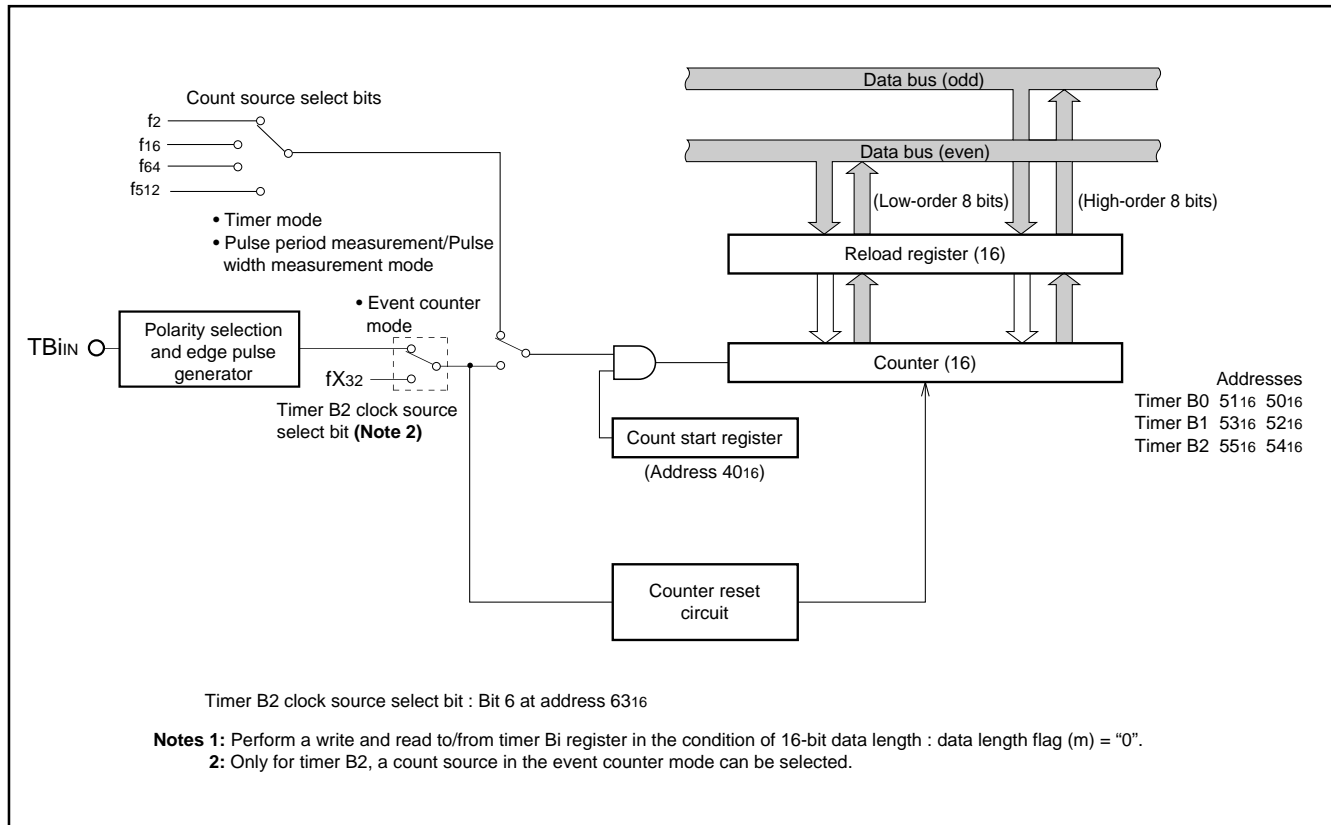 Data bus (odd)
Count source select bits
f2
f16
f64
f512
Data bus (even)
(Low-order 8 bits)
(High-order 8 bits)
• Timer mode
• Pulse period measurement/Pulse
width measurement mode
Reload register (16)
• Event counter
mode
TBiIN
Polarity selection
and edge pulse
generator
fX32
Timer B2 clock source
select bit (Note 2)
Counter (16)
Count start register
(Address 4016)
Addresses
Timer B0 5116 5016
Timer B1 5316 5216
Timer B2 5516 5416
Counter reset
circuit
Timer B2 clock source select bit : Bit 6 at address 6316
Notes 1: Perform a write and read to/from timer Bi register in the condition of 16-bit data length : data length flag (m) = “0”.
2: Only for timer B2, a count source in the event counter mode can be selected.